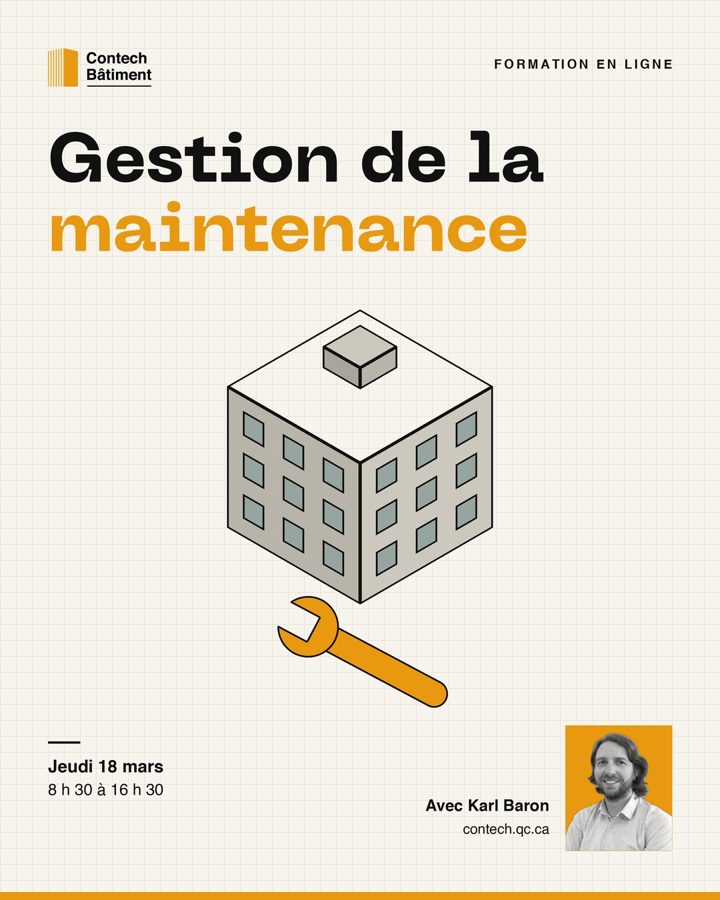 Contech
Bâtiment
FORMATION EN LIGNE
Gestion de la
maintenance
Jeudi 18 mars
8 h 30 à 16 h 30
Avec Karl Baron
contech.qc.ca